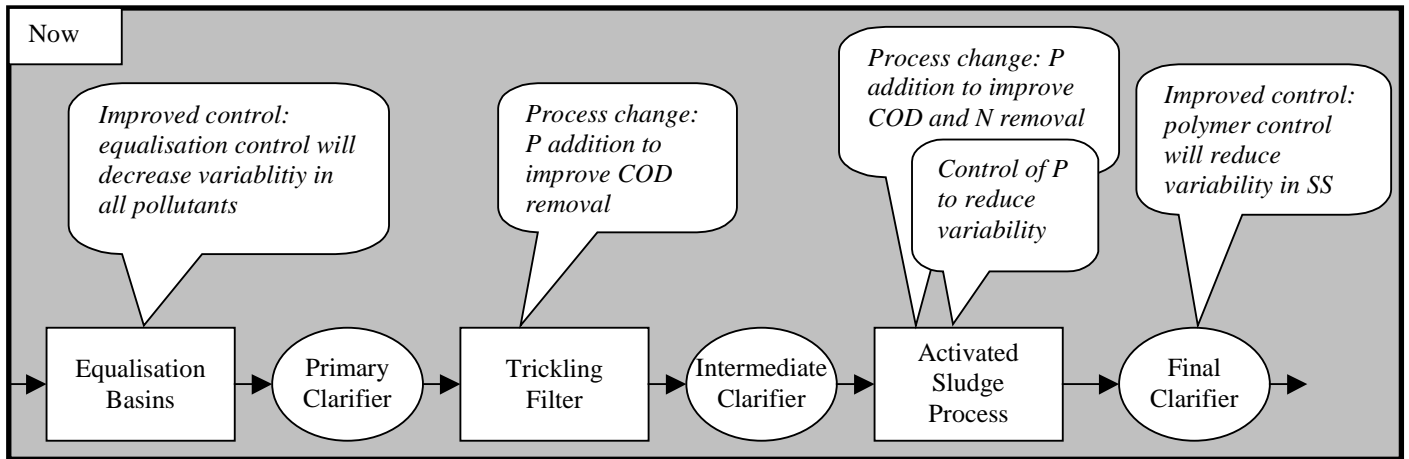 Now
Improved control:
equalisation control will
decrease variablitiy in
all pollutants
Process change:
P addition to
improve COD
removal
Process change: P
addition to improve
COD and N removal
Control of P
to reduce
variability
Improved control:
polymer control
will reduce
variability in SS
Equalisation
Basins
Primary
Clarifier
Trickling
Filter
Intermediate
Clarifier
Activated
Sludge
Process
Final
Clarifier